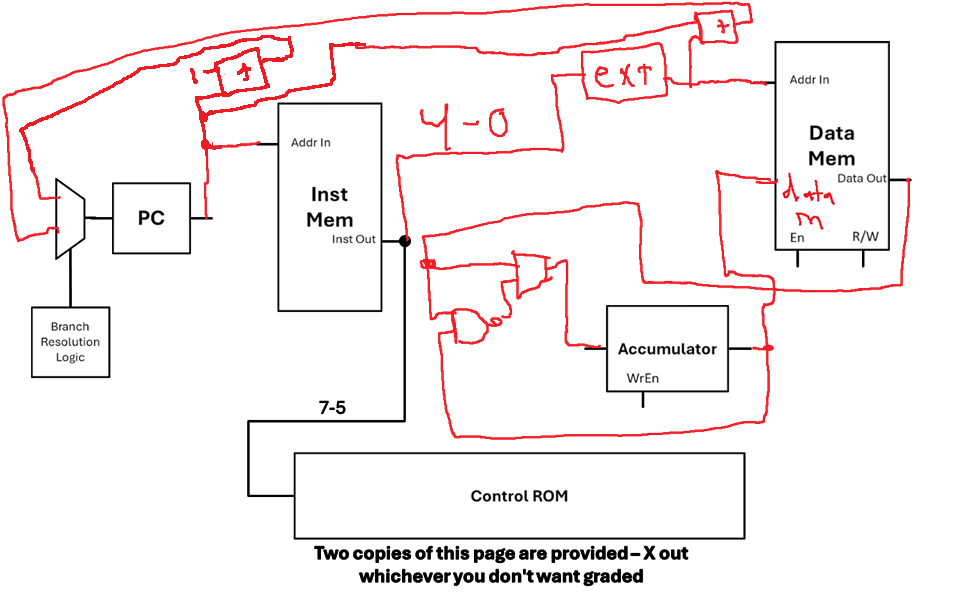 +
1
+
ext
Addr In
4-0
Data
Mem
Addr In
Data Out
data
in
Inst
Mem
PC
Inst Out
En
R/W
Branch
Resolution
Logic
Accumulator
WrEn
7-5
Control ROM
Two copies of this page are provided – X out
whichever you don't want graded